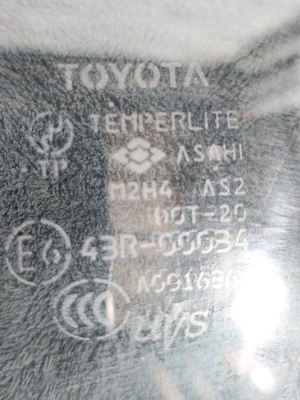 TOYOTA
TEMPERLITE
TP ASAHI
M2H4 AS2
DOT-20
E6 43R-00034
CCC